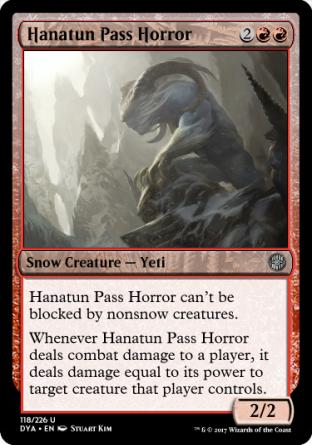 Hanatun Pass Horror 2
Snow Creature — Yeti
Hanatun Pass Horror can't be
blocked by nonsnow creatures.
Whenever Hanatun Pass Horror
deals combat damage to a player, it
deals damage equal to its power to
target creature that player controls.
2/2
118/226 U
DYA • EN Stuart Kim
™ & © 2017 Wizards of the Coast